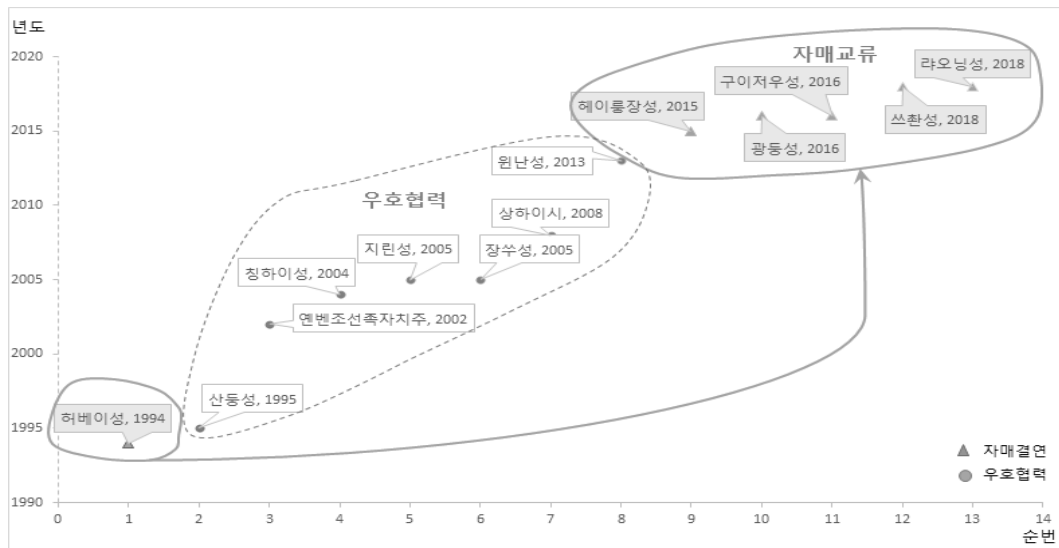 년도
2020
2015
2010
2005
2000
1995
1990
자매교류
랴오닝성, 2018
구이저우성, 2016
헤이룽장성, 2015
쓰촨성, 2018
광둥성, 2016
윈난성, 2013
우호협력
상하이시, 2008
지린성, 2005
장쑤성, 2005
칭하이성, 2004
옌벤조선족자치주, 2002
산둥성, 1995
허베이성, 1994
자매결연
우호협력
0 1 2 3 4 5 6 7 8 9 10 11 12 13 14
순번